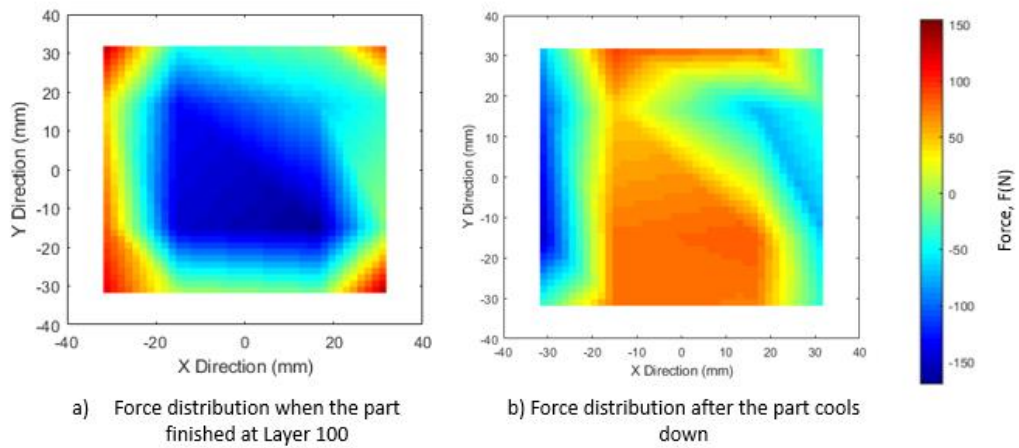 40
30
20
10
0
-10
-20
-30
-40
Y Direction (mm)
-40 -20 0 20 40
X Direction (mm)
a) Force distribution when the part
finished at Layer 100
40
30
20
10
0
-10
-20
-30
-40
Y Direction (mm)
-40 -30 -20 -10 0 10 20 30 40
X Direction (mm)
b) Force distribution after the part cools
down
150
100
50
0
-50
-100
-150
Force, F(N)